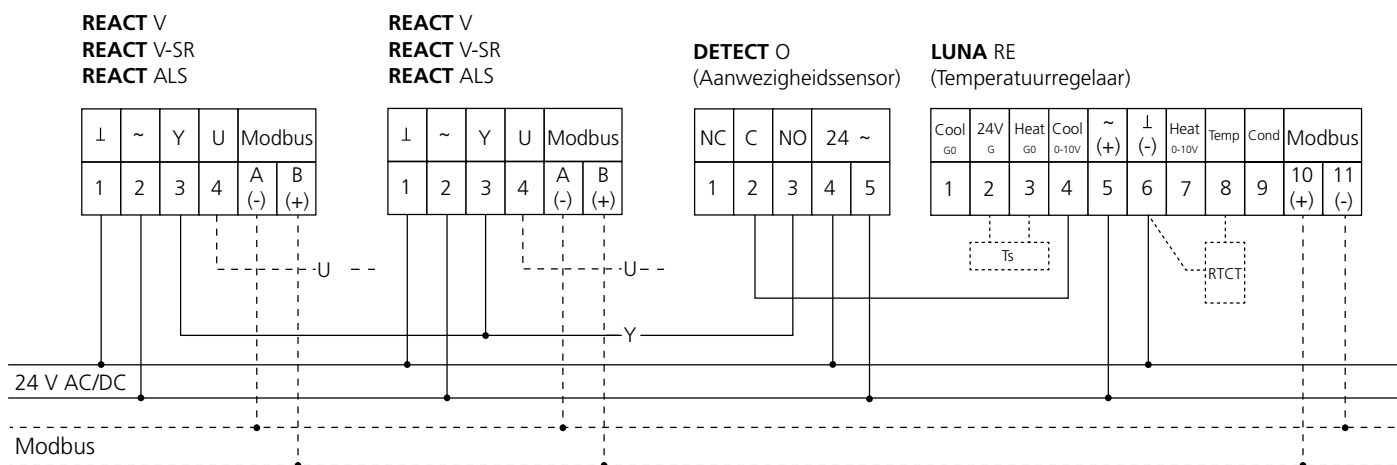 REACT V
REACT V-SR
REACT ALS
⊥ ~ Y U Modbus
1 2 3 4 A (-) B (+)
REACT V
REACT V-SR
REACT ALS
⊥ ~ Y U Modbus
1 2 3 4 A (-) B (+)
DETECT O
(Aanwezigheidssensor)
NC C NO 24 ~
1 2 3 4 5
LUNA RE
(Temperatuurregelaar)
Cool G0 24V G Heat G0 Cool 0-10V ~ (+) ⊥ (-) Heat 0-10V Temp Cond Modbus
1 2 3 4 5 6 7 8 9 10 (+) 11 (-)
Ts
RTCT
U
U
Y
24 V AC/DC
Modbus